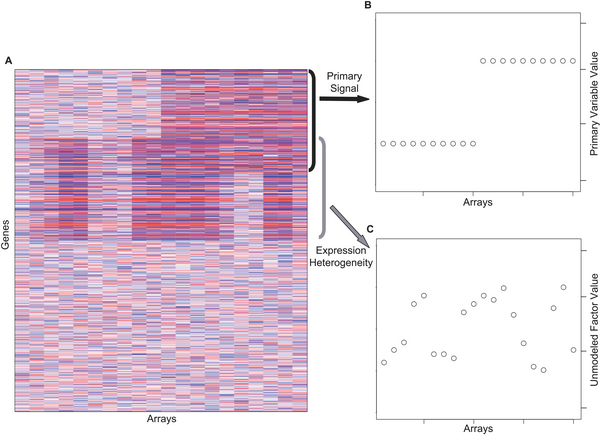 A
Genes
Arrays
Primary
Signal
Expression
Heterogeneity
B
Primary Variable Value
Arrays
C
Unmodeled Factor Value
Arrays